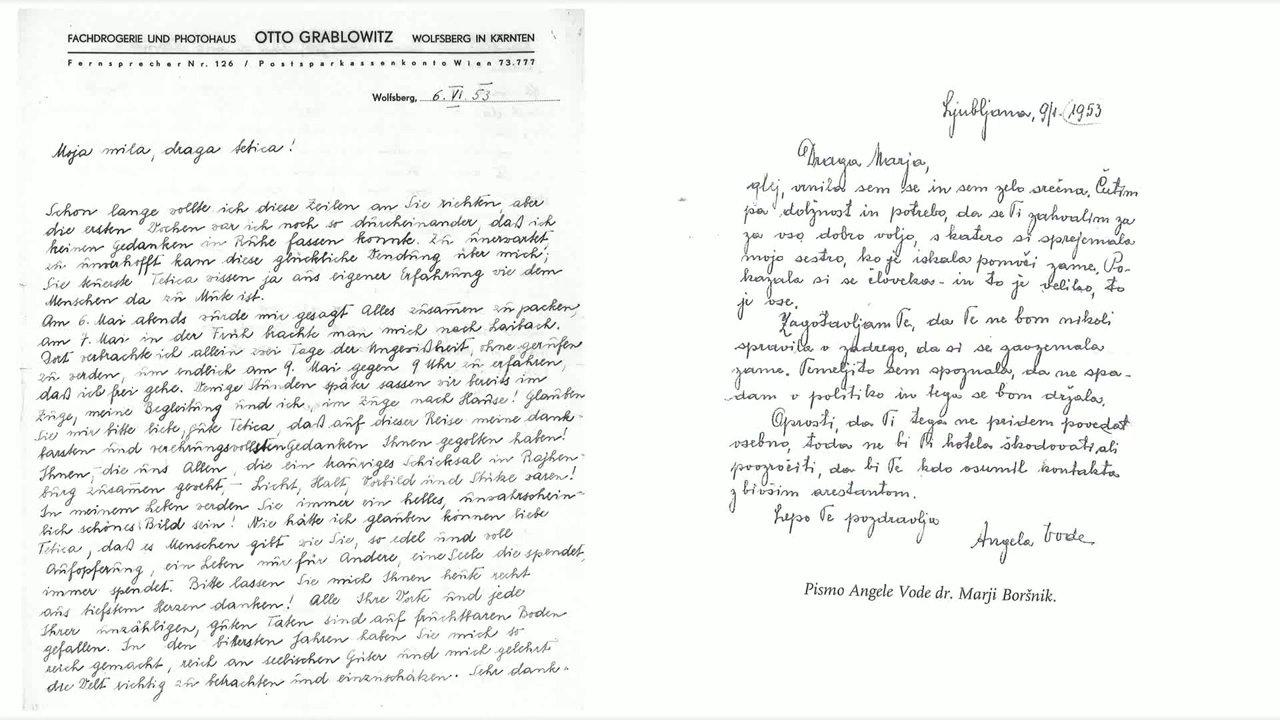 FACHDROGERIE UND PHOTOHAUS OTTO GRABLOWITZ WOLFSBERG IN KÄRNTEN
Fernsprecher Nr. 126 / Postsparkassenkonto Wien 73.777
Wolfsberg, 6. VI. 53
Moja mila, draga tetica!
Schon lange wollte ich diese Zeilen an Sie richten aber
die ersten Wochen war ich noch so durcheinander, daß ich
keinen Gedanken in Ruhe fassen konnte. Zu unerwartet,
zu unverhofft kam diese glückliche Wendung über mich;
Sie teuerste Tetica wissen ja aus eigener Erfahrung wie dem
Menschen da zu Mute ist.
Am 6. Mai abends wurde mir gesagt Alles zusammen zu packen,
am 7. Mai in der Früh brachte man mich nach Laibach.
Dort verbrachte ich allein zwei Tage der Ungewißheit, ohne gerufen
zu werden, um endlich am 9. Mai gegen 9 Uhr zu erfahren,
daß ich frei gehe. Wenige Stunden später sassen wir bereits im
Zuge, meine Begleitung und ich, im Zuge nach Hause! Glauben
Sie mir bitte liebe, gute Tetica, daß auf dieser Reise meine dank-
barsten und verehrungsvollsten Gedanken Ihnen gegolten haben!
Ihnen, die uns Allen, die ein trauriges Schicksal in Rajhen-
burg zusammen geweht, – Licht, Halt, Vorbild und Stütze waren!
In meinem Leben werden Sie immer ein helles, unwahrschein-
lich schönes Bild sein! Nie hätte ich glauben können liebe
Tetica, daß es Menschen gibt wie Sie, so edel und voll
Aufopferung, ein Leben nur für Andere, eine Seele die spendet,
immer spendet. Bitte lassen Sie mich Ihnen heute recht
aus tiefstem Herzen danken! Alle Ihre Worte und jede
Ihrer unzähligen, guten Taten sind auf fruchtbaren Boden
gefallen. In den bittersten Jahren haben Sie mich so
reich gemacht, reich an seelischen Güter und mich gelehrt
die Welt richtig zu betrachten und einzuschätzen. Sehr dank-
Ljubljana, 9/1. 1953
Draga Marja,
glej, vrnila sem se in sem zelo srečna. Čutim
pa dolžnost in potrebo, da se Ti zahvalim za
za vso dobro voljo, s katero si sprejemala
mojo sestro, ko je iskala pomoči zame. Po-
kazala si se človeka – in to je veliko, to
je vse.
Zagotavljam Te, da Te ne bom nikoli
spravila v zadrego, da si se zavzemala
zame. Temeljito sem spoznala, da ne spa-
dam v politiko in tega se bom držala.
Oprosti, da Ti tega ne pridem povedat
osebno, toda ne bi Ti hotela škodovati, ali
povzročiti, da bi Te kdo osumil kontakta
z bivšim arestantom.
Lepo Te pozdravlja
Angela Vode
Pismo Angele Vode dr. Marji Boršnik.